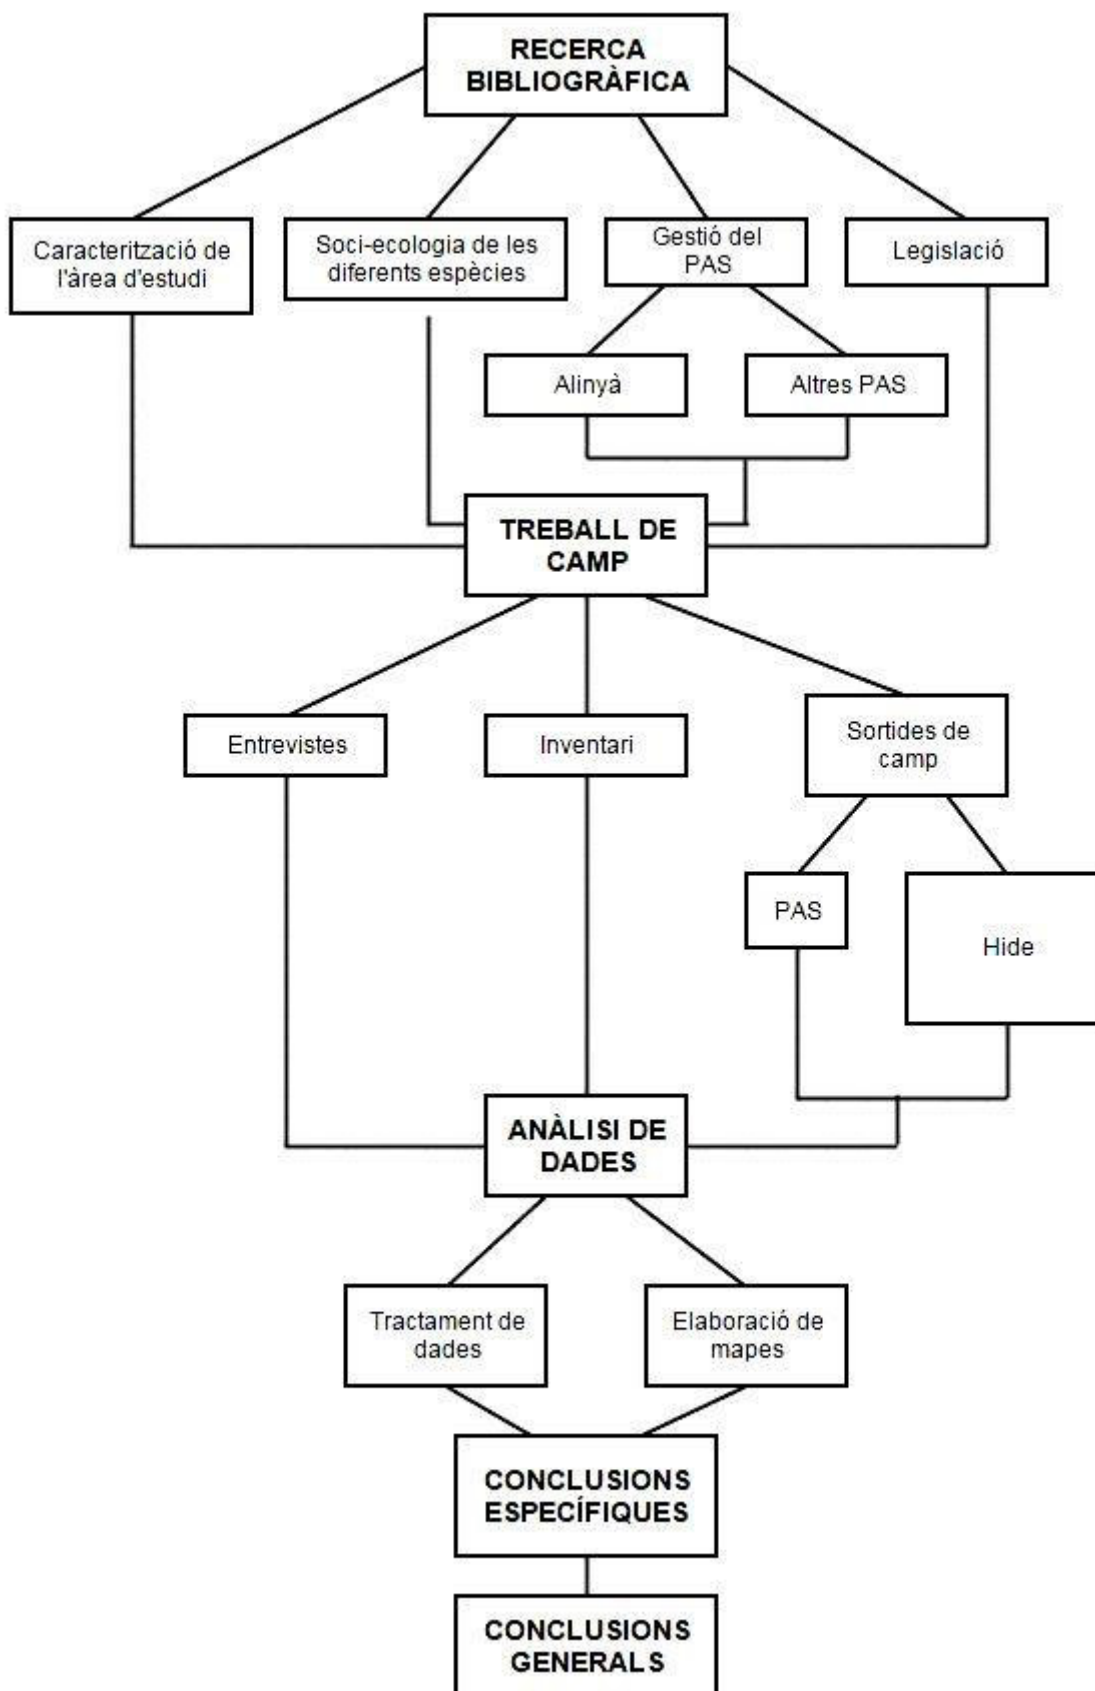 RECERCA
BIBLIOGRÀFICA
Caracterització de
l'àrea d'estudi
Soci-ecologia de les
diferents espècies
Gestió del
PAS
Legislació
Alinyà
Altres PAS
TREBALL DE
CAMP
Entrevistes
Inventari
Sortides de
camp
PAS
Hide
ANÀLISI DE
DADES
Tractament de
dades
Elaboració de
mapes
CONCLUSIONS
ESPECÍFIQUES
CONCLUSIONS
GENERALS